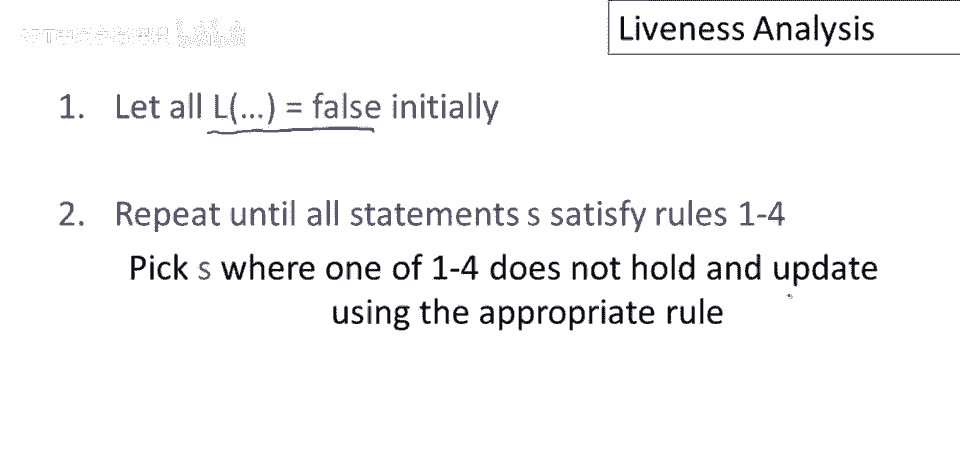 Liveness Analysis
1. Let all L(...) = false initially
2. Repeat until all statements s satisfy rules 1-4
Pick s where one of 1-4 does not hold and update
using the appropriate rule